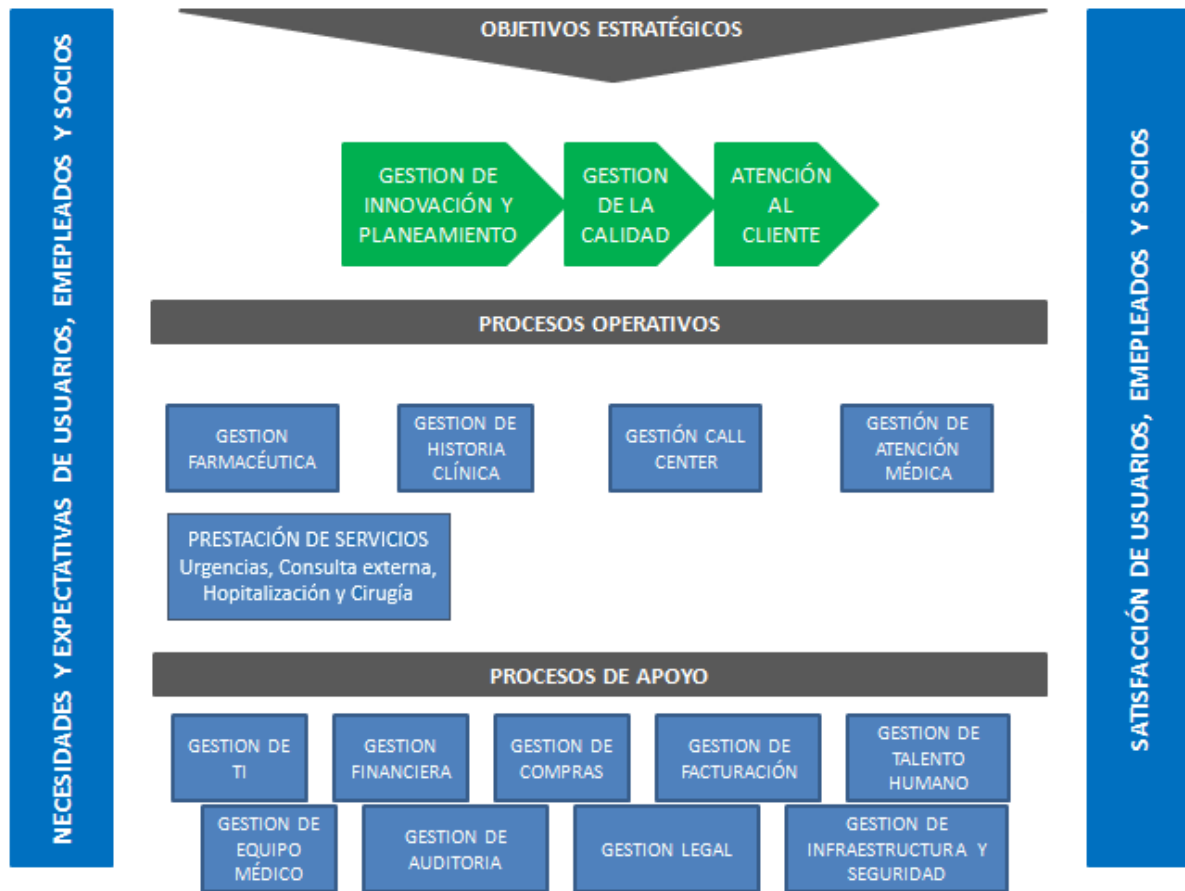 NECESIDADES Y EXPECTATIVAS DE USUARIOS, EMEPLEADOS Y SOCIOS
OBJETIVOS ESTRATÉGICOS
GESTION DE
INNOVACIÓN Y
PLANEAMIENTO
GESTION
DE LA
CALIDAD
ATENCIÓN
AL
CLIENTE
PROCESOS OPERATIVOS
GESTION
FARMACÉUTICA
GESTION DE
HISTORIA
CLÍNICA
GESTIÓN CALL
CENTER
GESTIÓN DE
ATENCIÓN
MÉDICA
PRESTACIÓN DE SERVICIOS
Urgencias, Consulta externa,
Hopitalización y Cirugía
PROCESOS DE APOYO
GESTION DE
TI
GESTION
FINANCIERA
GESTION DE
COMPRAS
GESTION DE
FACTURACIÓN
GESTION DE
TALENTO
HUMANO
GESTION DE
EQUIPO
MÉDICO
GESTION DE
AUDITORIA
GESTION LEGAL
GESTION DE
INFRAESTRUCTURA Y
SEGURIDAD
SATISFACCIÓN DE USUARIOS, EMEPLEADOS Y SOCIOS